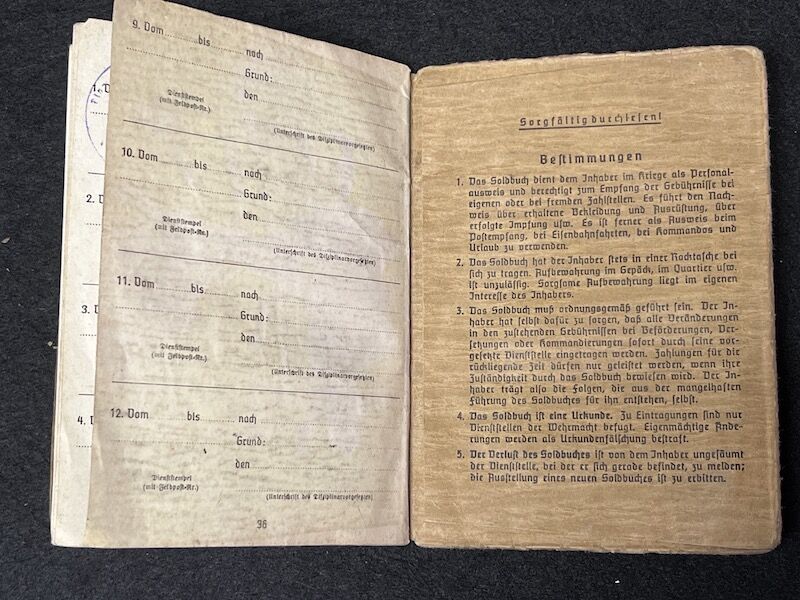 1. V
2. V
3. D
4. V
9. Vom bis nach
Grund:
den
Dienststempel
(mit Feldpost-Nr.)
(Unterschrift des Disziplinarvorgesetzten)
10. Vom bis nach
Grund:
den
Dienststempel
(mit Feldpost-Nr.)
(Unterschrift des Disziplinarvorgesetzten)
11. Vom bis nach
Grund:
den
Dienststempel
(mit Feldpost-Nr.)
(Unterschrift des Disziplinarvorgesetzten)
12. Vom bis nach
Grund:
den
Dienststempel
(mit Feldpost-Nr.)
(Unterschrift des Disziplinarvorgesetzten)
36
Sorgfältig durchlesen!
Bestimmungen
1. Das Soldbuch dient dem Inhaber im Kriege als Personal-
ausweis und berechtigt zum Empfang der Gebührnisse bei
eigenen oder bei fremden Zahlstellen. Es führt den Nach-
weis über erhaltene Bekleidung und Ausrüstung, über
erfolgte Impfung usw. Es ist ferner als Ausweis beim
Postempfang, bei Eisenbahnfahrten, bei Kommandos und
Urlaub zu verwenden.
2. Das Soldbuch hat der Inhaber stets in einer Rocktasche bei
sich zu tragen. Aufbewahrung im Gepäck, im Quartier usw.
ist unzulässig. Sorgsame Aufbewahrung liegt im eigenen
Interesse des Inhabers.
3. Das Soldbuch muß ordnungsgemäß geführt sein. Der In-
haber hat selbst dafür zu sorgen, daß alle Veränderungen
in den zustehenden Gebührnissen bei Beförderungen, Ver-
setzungen oder Kommandierungen sofort durch seine vor-
gesetzte Dienststelle eingetragen werden. Zahlungen für die
rückliegende Zeit dürfen nur geleistet werden, wenn ihre
Zuständigkeit durch das Soldbuch bewiesen wird. Der In-
haber trägt also die Folgen, die aus der mangelhaften
Führung des Soldbuches für ihn entstehen, selbst.
4. Das Soldbuch ist eine Urkunde. Zu Eintragungen sind nur
Dienststellen der Wehrmacht befugt. Eigenmächtige Ände-
rungen werden als Urkundenfälschung bestraft.
5. Der Verlust des Soldbuches ist von dem Inhaber ungesäumt
der Dienststelle, bei der er sich gerade befindet, zu melden;
die Ausstellung eines neuen Soldbuches ist zu erbitten.